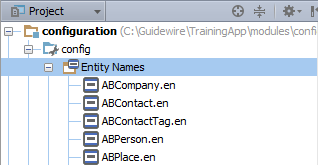 Project
configuration (C:\Guidewire\TrainingApp\modules\confi
config
Entity Names
ABCompany.en
ABContact.en
ABContactTag.en
ABPerson.en
ABPlace.en